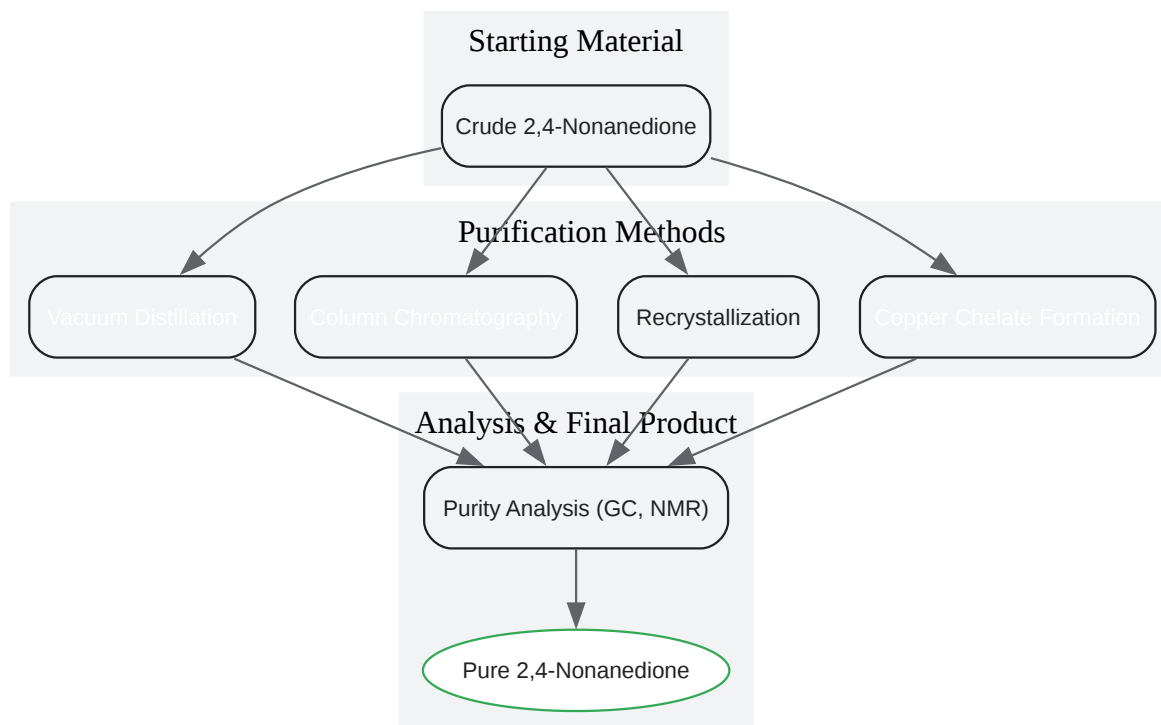 Starting Material
Crude 2,4-Nonanedione
Purification Methods
Vacuum Distillation
Column Chromatography
Recrystallization
Copper Chelate Formation
Analysis & Final Product
Purity Analysis (GC, NMR)
Pure 2,4-Nonanedione